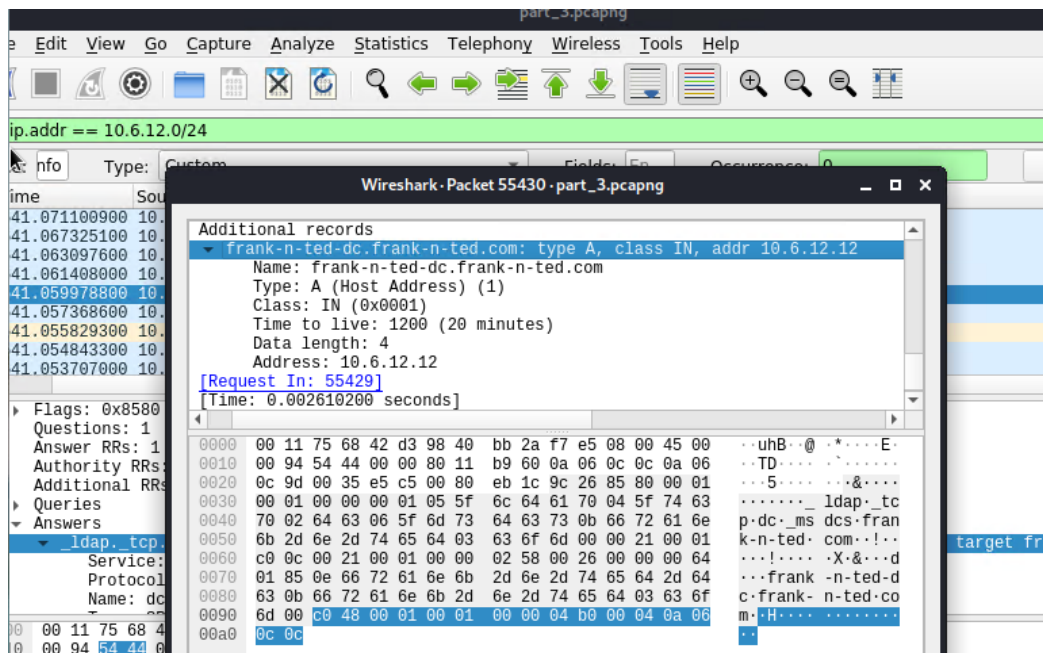 part_3.pcapng
Edit View Go Capture Analyze Statistics Telephony Wireless Tools Help
ip.addr == 10.6.12.0/24
nfo Type: Custom Fields: Occurrence: 0
Wireshark · Packet 55430 · part_3.pcapng
ime Sou
41.071100900 10.
41.067325100 10.
41.063097600 10.
41.061408000 10.
41.059978800 10.
41.057368600 10.
41.055829300 10.
41.054843300 10.
41.053707000 10.
Additional records
frank-n-ted-dc.frank-n-ted.com: type A, class IN, addr 10.6.12.12
Name: frank-n-ted-dc.frank-n-ted.com
Type: A (Host Address) (1)
Class: IN (0x0001)
Time to live: 1200 (20 minutes)
Data length: 4
Address: 10.6.12.12
[Request In: 55429]
[Time: 0.002610200 seconds]
Flags: 0x8580
Questions: 1
Answer RRs: 1
Authority RRs:
Additional RRs
Queries
Answers
_ldap._tcp. target fr
Service:
Protocol
Name: dc
00 11 75 68 4
00 94 54 44 0
0000 00 11 75 68 42 d3 98 40 bb 2a f7 e5 08 00 45 00 ··uhB··@ ·*····E·
0010 00 94 54 44 00 00 80 11 b9 60 0a 06 0c 0c 0a 06 ··TD···· ·`······
0020 0c 9d 00 35 e5 c5 00 80 eb 1c 9c 26 85 80 00 01 ···5···· ···&····
0030 00 01 00 00 00 01 05 5f 6c 64 61 70 04 5f 74 63 ·······_ ldap·_tc
0040 70 02 64 63 06 5f 6d 73 64 63 73 0b 66 72 61 6e p·dc·_ms dcs·fran
0050 6b 2d 6e 2d 74 65 64 03 63 6f 6d 00 00 21 00 01 k-n-ted· com··!··
0060 c0 0c 00 21 00 01 00 00 02 58 00 26 00 00 00 64 ···!···· ·X·&···d
0070 01 85 0e 66 72 61 6e 6b 2d 6e 2d 74 65 64 2d 64 ···frank -n-ted-d
0080 63 0b 66 72 61 6e 6b 2d 6e 2d 74 65 64 03 63 6f c·frank- n-ted·co
0090 6d 00 c0 48 00 01 00 01 00 00 04 b0 00 04 0a 06 m··H···· ········
00a0 0c 0c ··